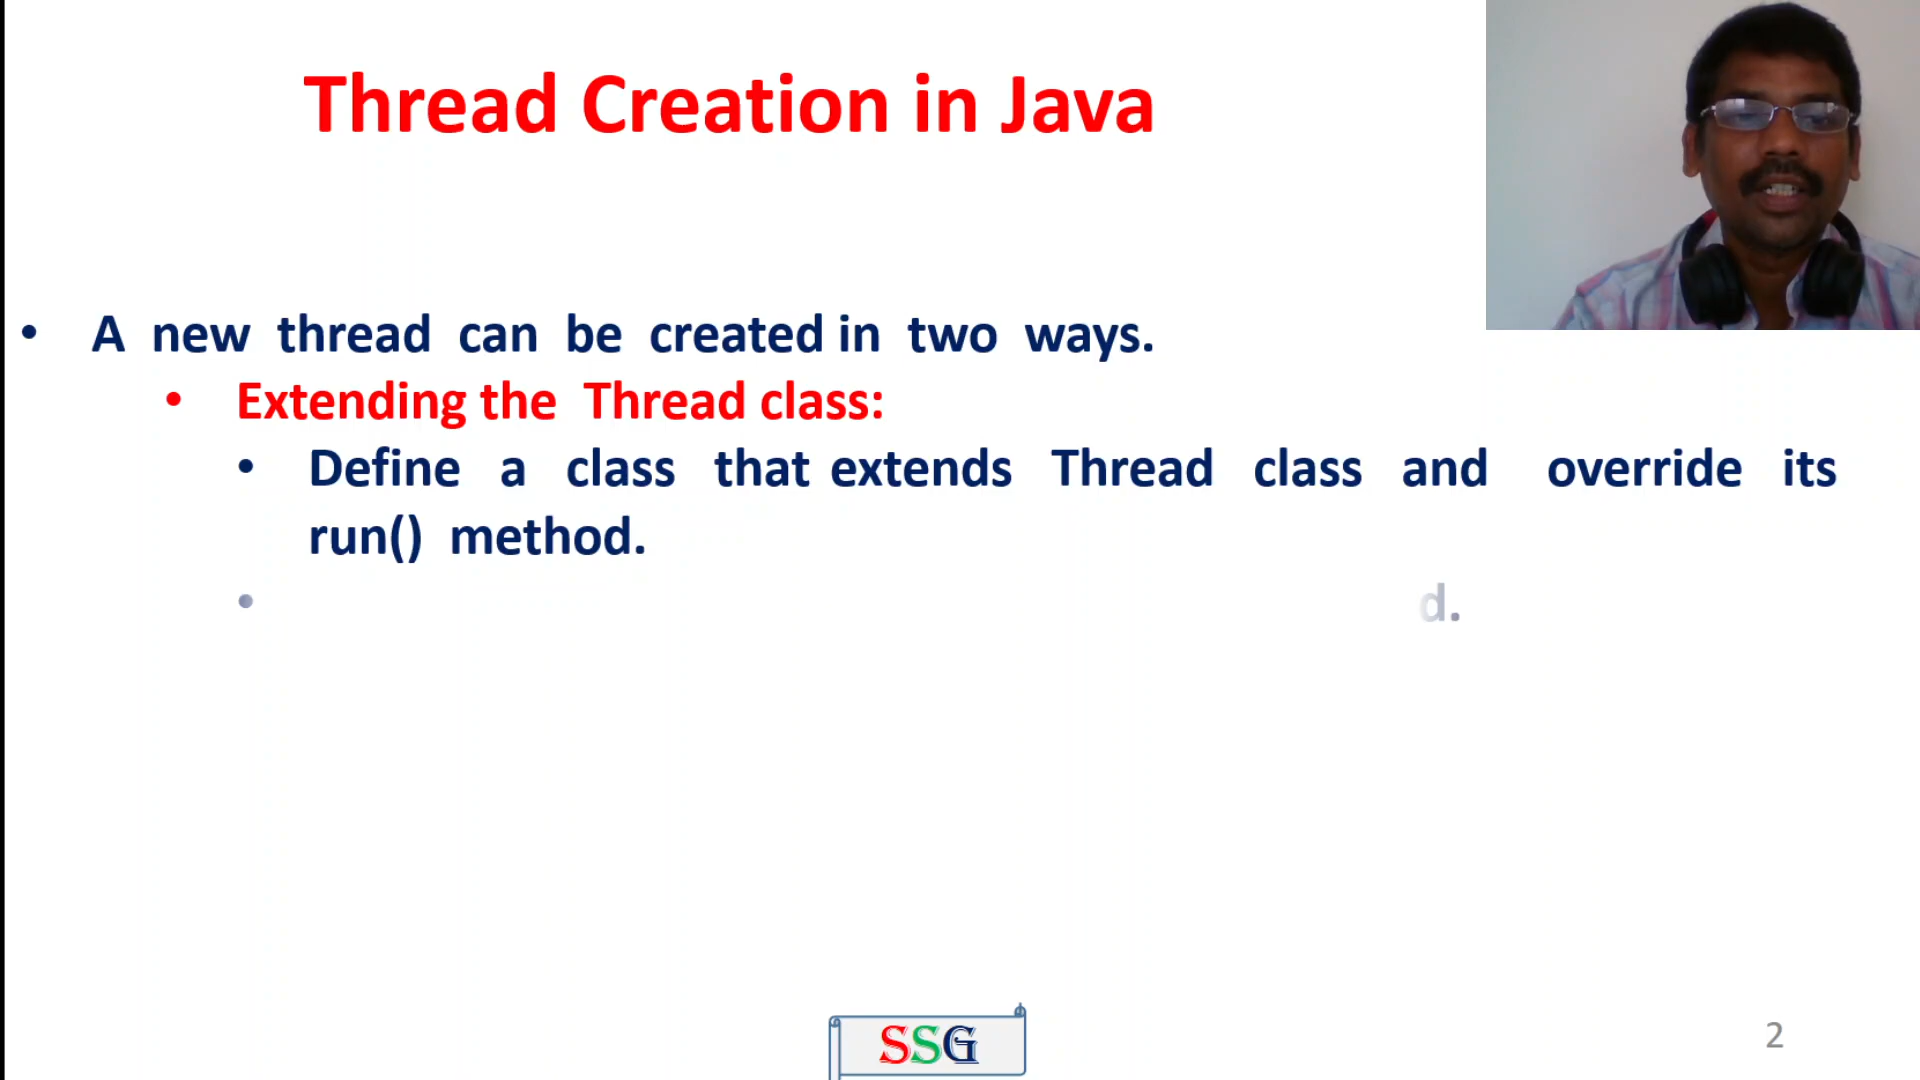 Thread Creation in Java
• A new thread can be created in two ways.
• Extending the Thread class:
• Define a class that extends Thread class and override its
run() method.
•
SSG
2